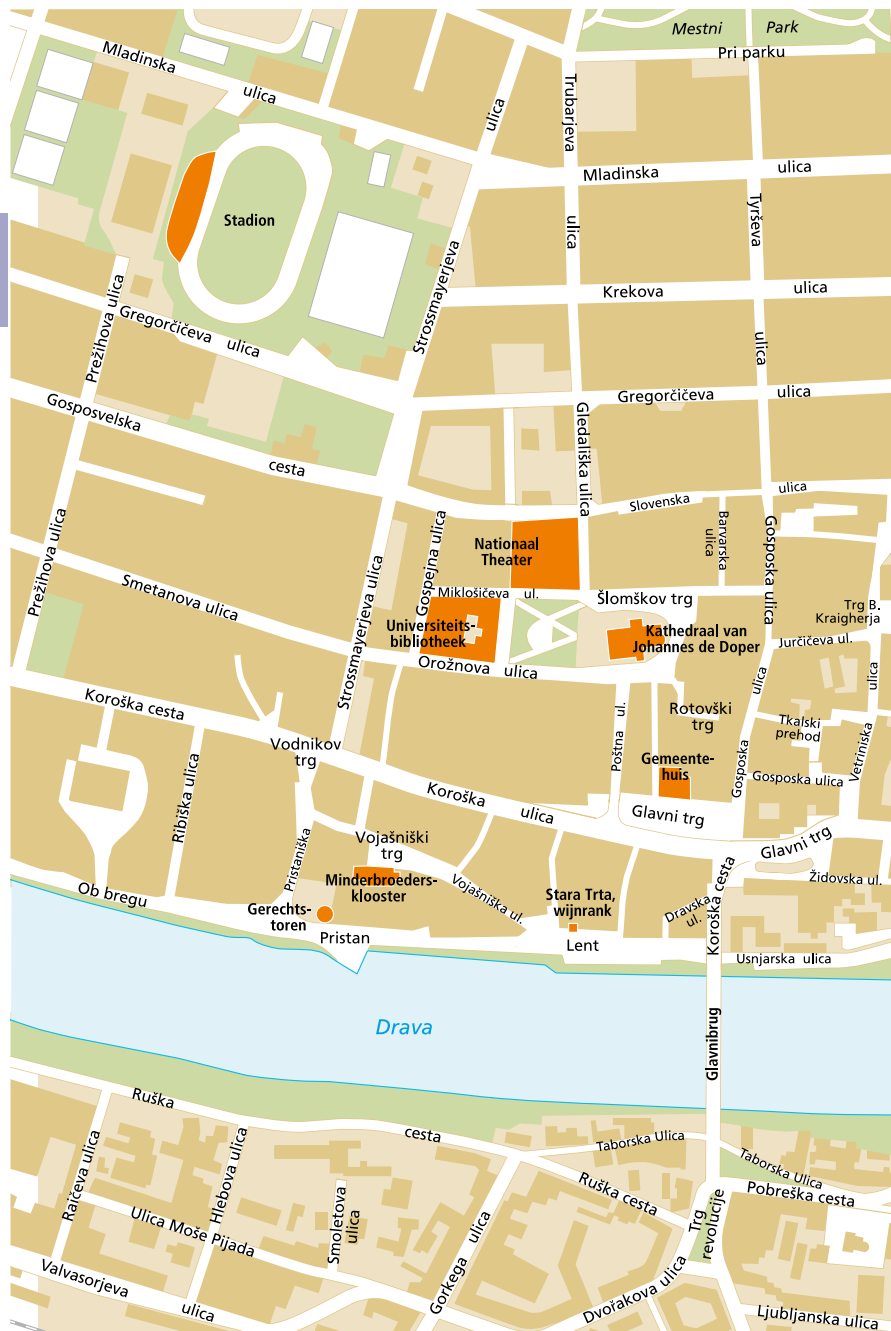 Mestni Park
Pri parku
Mladinska
ulica
Trubarjeva
ulica
ulica
Mladinska
ulica
Tyrševa
ulica
Stadion
Strossmayerjeva
Krekova
ulica
Prežihova ulica
Gregorčičeva ulica
Gosposvelska
cesta
Gregorčičeva
ulica
Gledališka ulica
Slovenska
ulica
Barvarska
ulica
Gosposka ulica
Nationaal
Theater
Gospejna ulica
Miklošičeva ul.
Šlomškov trg
Prežihova ulica
Smetanova ulica
Strossmayerjeva ulica
Universiteits-
bibliotheek
Orožnova ulica
Kathedraal van
Johannes de Doper
Trg B.
Kraigherja
Jurčičeva ul.
ulica
Koroška cesta
Vodnikov
trg
Ribiška ulica
Poštna ul.
Rotovški
trg
Gosposka
ulica
Tkalski
prehod
Gosposka ulica
Vetriniska
Gemeente-
huis
Koroška
ulica
Glavni trg
Glavni trg
Vojašniški
trg
Pristaniška
Minderbroeders-
klooster
Vojašniška ul.
Ob bregu
Gerechts-
toren
Pristan
Stara Trta,
wijnrank
Lent
Dravska
ul.
Koroška cesta
Židovska ul.
Usnjarska ulica
Drava
Glavnibrug
Ruška
cesta
Taborska Ulica
Taborska Ulica
Raičeva ulica
Hlebova ulica
Ulica Moše Pijada
Smoletova
ulica
Gorkega ulica
Ruška cesta
Trg
revolucije
Pobreška cesta
Valvasorjeva
ulica
Dvořakova ulica
Ljubljanska ulica